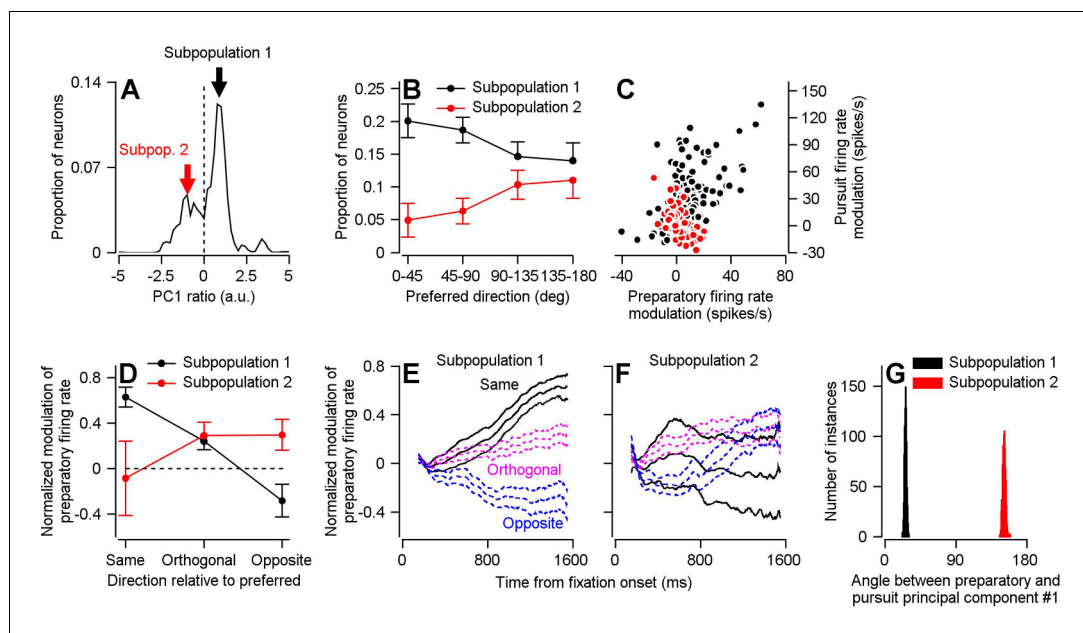 Subpopulation 1
A
0.14
0.07
0
Proportion of neurons
Subpop. 2
-5
-2.5
0
2.5
5
PC1 ratio (a.u.)
B
Subpopulation 1
Subpopulation 2
0.25
0.2
0.15
0.1
0.05
0
Proportion of neurons
0-45
45-90
90-135
135-180
Preferred direction (deg)
C
150
120
90
60
30
0
-30
Pursuit firing rate
modulation (spikes/s)
-40
0
40
80
Preparatory firing rate
modulation (spikes/s)
D
Subpopulation 1
Subpopulation 2
0.8
0.4
0
-0.4
Normalized modulation of
preparatory firing rate
Same
Orthogonal
Opposite
Direction relative to preferred
E
Subpopulation 1
0.8
0.4
0
-0.4
Normalized modulation of
preparatory firing rate
Same
Orthogonal
Opposite
0
800
1600
F
Subpopulation 2
0
800
1600
Time from fixation onset (ms)
G
Subpopulation 1
Subpopulation 2
150
100
50
0
Number of instances
0
90
180
Angle between preparatory and
pursuit principal component #1